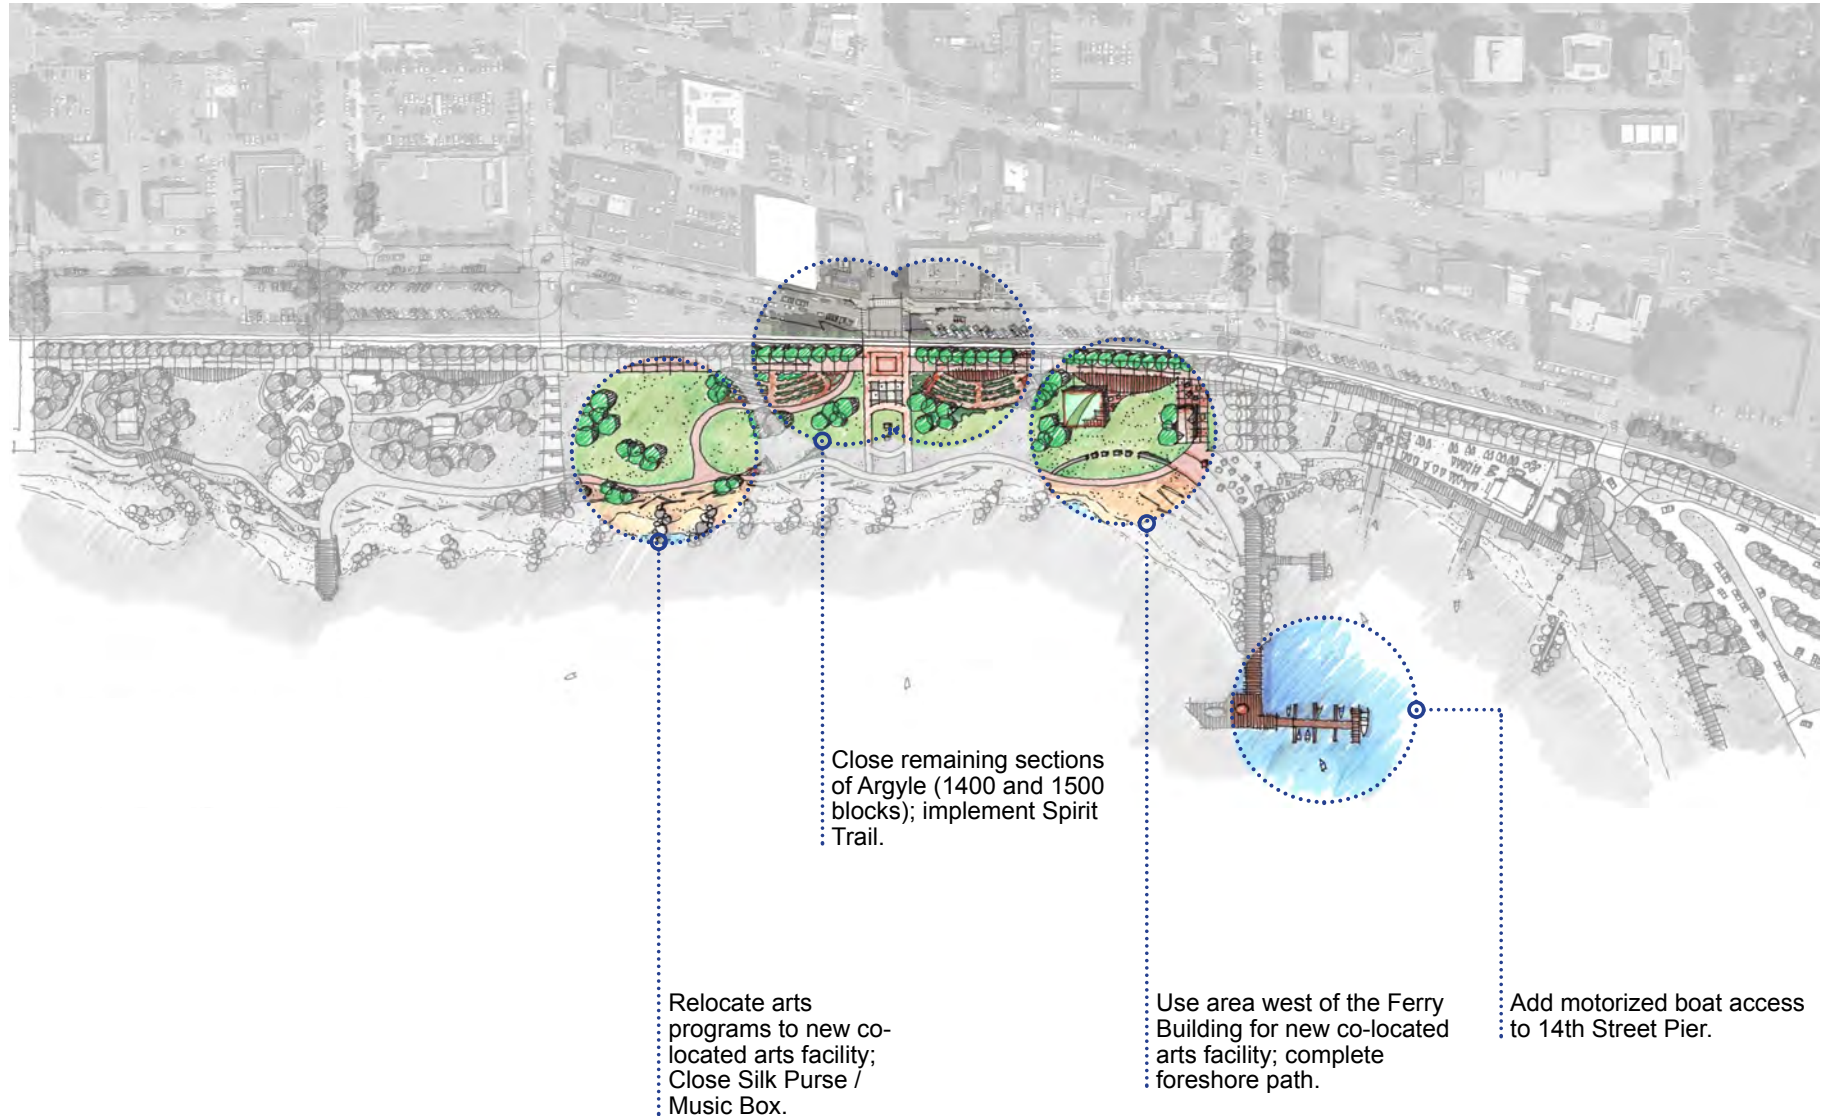 Close remaining sections
of Argyle (1400 and 1500
blocks); implement Spirit
Trail.
Relocate arts
programs to new co-
located arts facility;
Close Silk Purse /
Music Box.
Use area west of the Ferry
Building for new co-located
arts facility; complete
foreshore path.
Add motorized boat access
to 14th Street Pier.